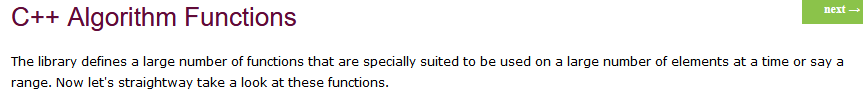 C++ Algorithm Functions
next →
The library defines a large number of functions that are specially suited to be used on a large number of elements at a time or say a
range. Now let's straightway take a look at these functions.